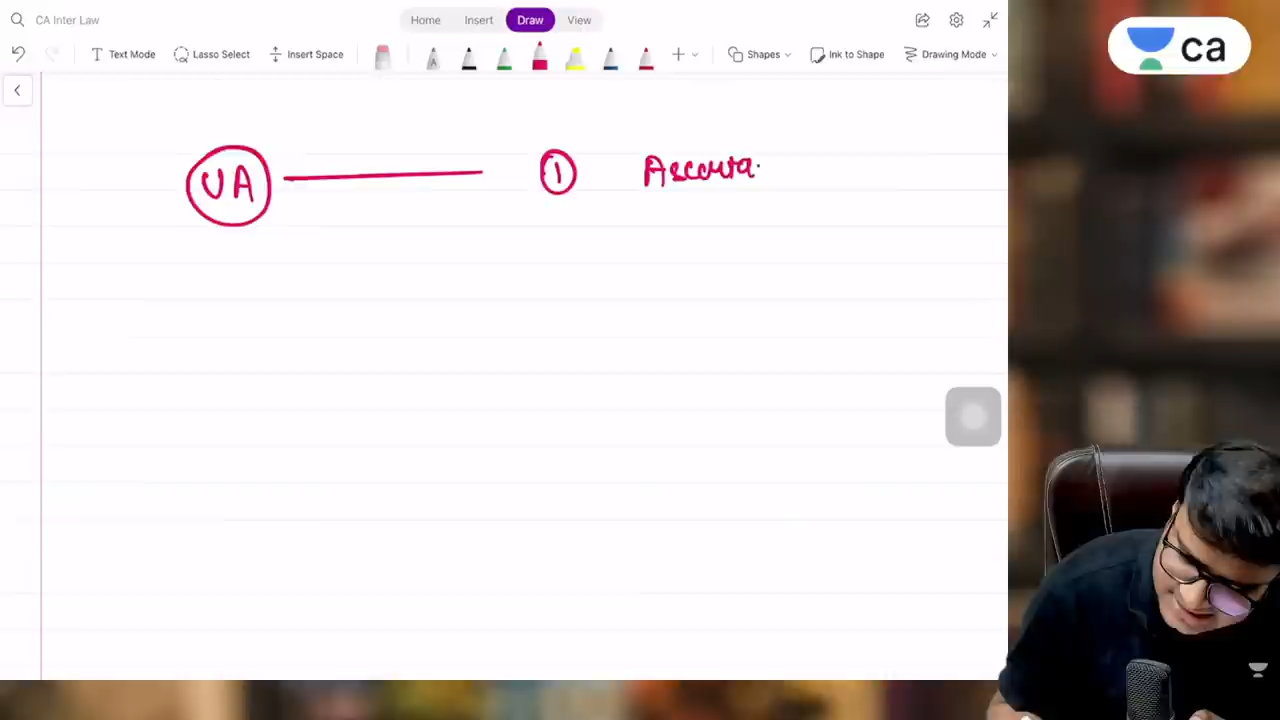 CA Inter Law
Home Insert Draw View
Text Mode Lasso Select Insert Space Shapes Ink to Shape Drawing Mode
ca
UA 1 Ascerta